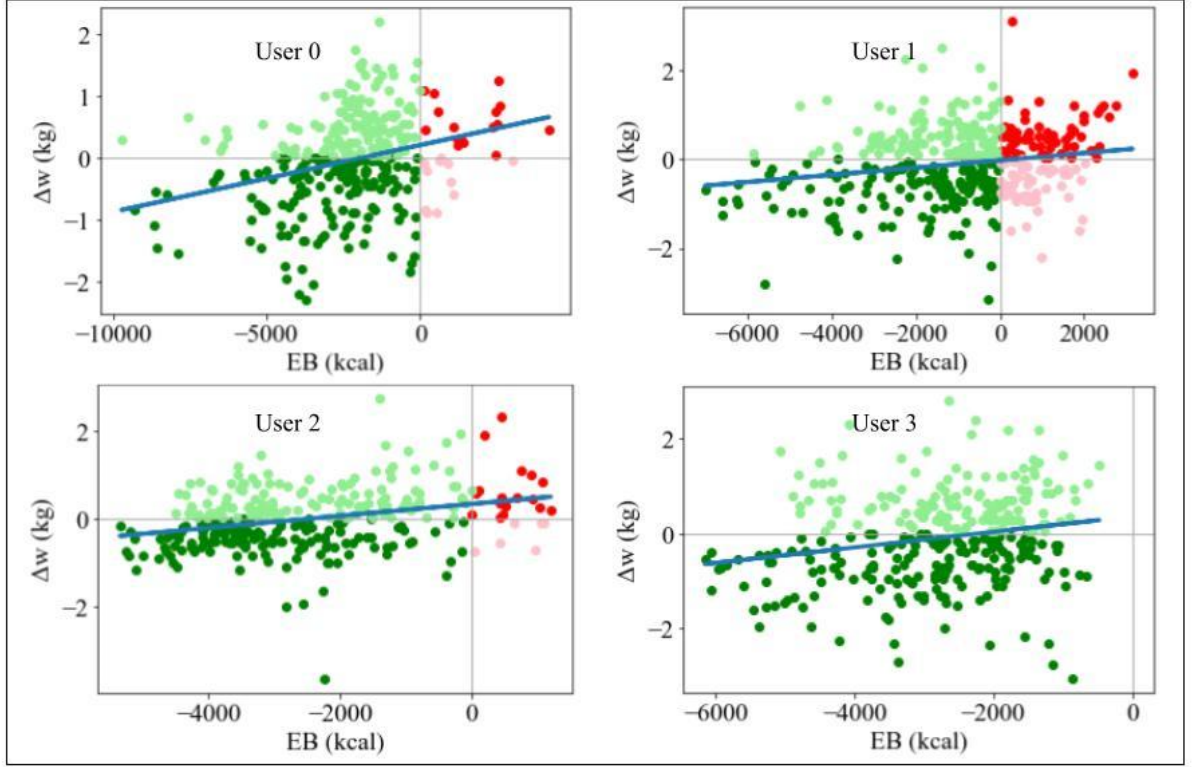 User 0
2
1
0
−1
−2
Δw (kg)
−10000 −5000 0
EB (kcal)
User 1
2
0
−2
Δw (kg)
−6000 −4000 −2000 0 2000
EB (kcal)
User 2
2
0
−2
Δw (kg)
−4000 −2000 0
EB (kcal)
User 3
2
0
−2
Δw (kg)
−6000 −4000 −2000 0
EB (kcal)